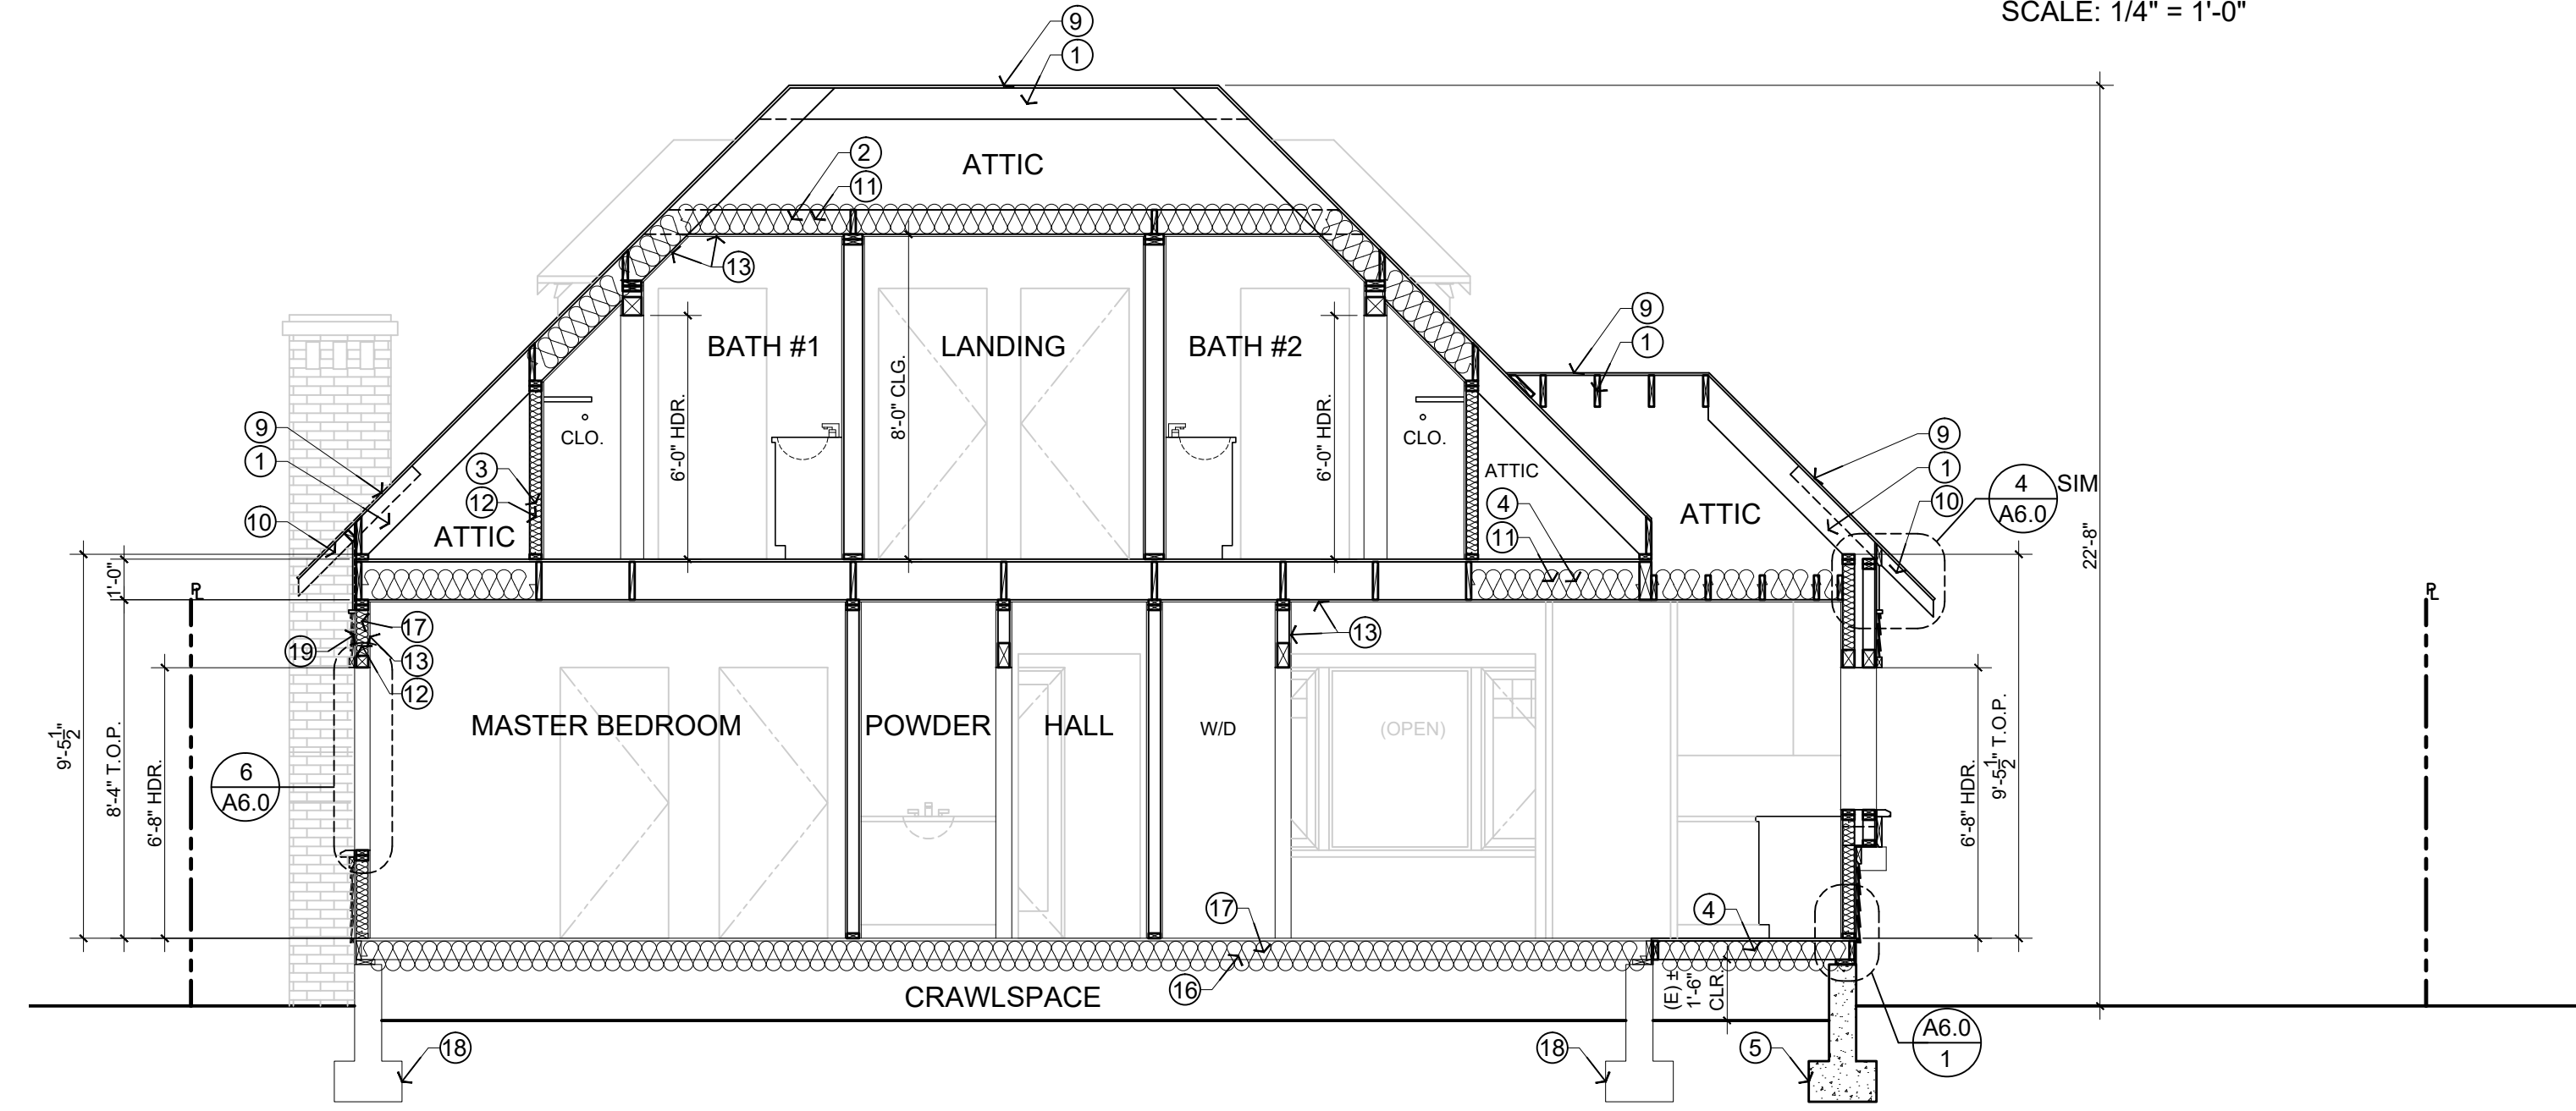 SCALE: 1/4" = 1'-0"
9
1
2
ATTIC
11
13
9
1
BATH #1
LANDING
BATH #2
8'-0" CLG.
6'-0" HDR.
6'-0" HDR.
CLO.
CLO.
9
1
10
3
12
ATTIC
ATTIC
4
11
ATTIC
9
1
10
4
A6.0
SIM
22'-8"
1'-0"
PL
PL
17
19
13
12
13
9'-5 1/2"
8'-4" T.O.P.
6'-8" HDR.
MASTER BEDROOM
POWDER
HALL
W/D
(OPEN)
6
A6.0
6'-8" HDR.
9'-5 1/2" T.O.P.
17
4
16
CRAWLSPACE
(E) ±
1'-6"
CLR.
18
18
5
A6.0
1